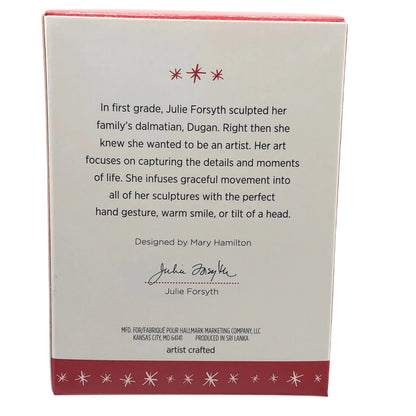 In first grade, Julie Forsyth sculpted her
family's dalmatian, Dugan. Right then she
knew she wanted to be an artist. Her art
focuses on capturing the details and moments
of life. She infuses graceful movement into
all of her sculptures with the perfect
hand gesture, warm smile, or tilt of a head.
Designed by Mary Hamilton
Julie Forsyth
Julie Forsyth
MFD. FOR/FABRIQUÉ POUR HALLMARK MARKETING COMPANY, LLC
KANSAS CITY, MO 64141 PRODUCED IN SRI LANKA
artist crafted